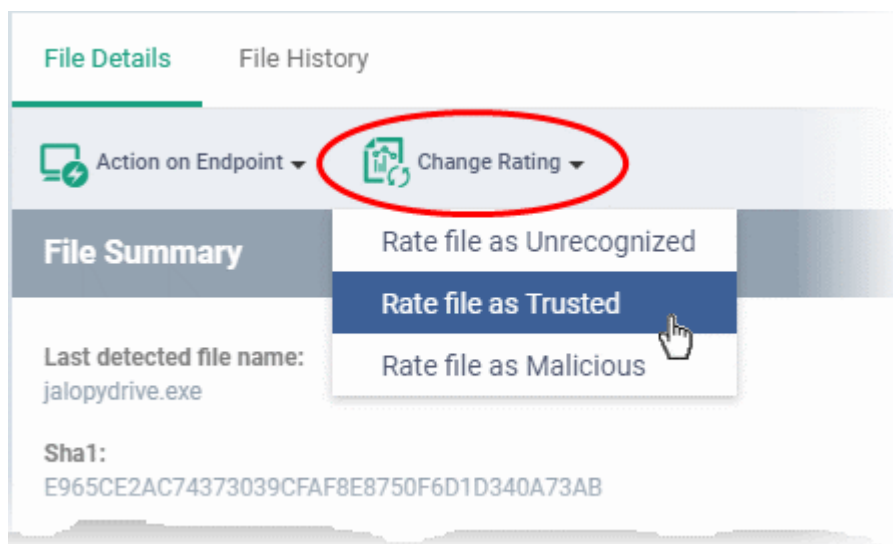 File Details File History
Action on Endpoint Change Rating
File Summary
Rate file as Unrecognized
Rate file as Trusted
Rate file as Malicious
Last detected file name:
jalopydrive.exe
Sha1:
E965CE2AC74373039CFAF8E8750F6D1D340A73AB